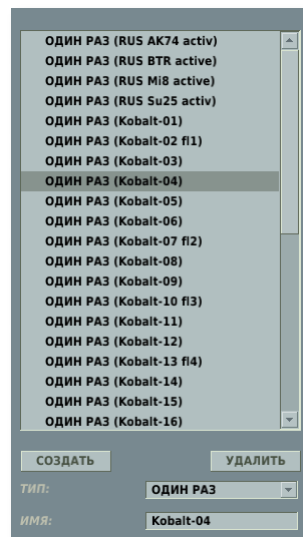 ОДИН РАЗ (RUS AK74 activ)
ОДИН РАЗ (RUS BTR active)
ОДИН РАЗ (RUS Mi8 active)
ОДИН РАЗ (RUS Su25 activ)
ОДИН РАЗ (Kobalt-01)
ОДИН РАЗ (Kobalt-02 fl1)
ОДИН РАЗ (Kobalt-03)
ОДИН РАЗ (Kobalt-04)
ОДИН РАЗ (Kobalt-05)
ОДИН РАЗ (Kobalt-06)
ОДИН РАЗ (Kobalt-07 fl2)
ОДИН РАЗ (Kobalt-08)
ОДИН РАЗ (Kobalt-09)
ОДИН РАЗ (Kobalt-10 fl3)
ОДИН РАЗ (Kobalt-11)
ОДИН РАЗ (Kobalt-12)
ОДИН РАЗ (Kobalt-13 fl4)
ОДИН РАЗ (Kobalt-14)
ОДИН РАЗ (Kobalt-15)
ОДИН РАЗ (Kobalt-16)
СОЗДАТЬ УДАЛИТЬ
ТИП: ОДИН РАЗ
ИМЯ: Kobalt-04